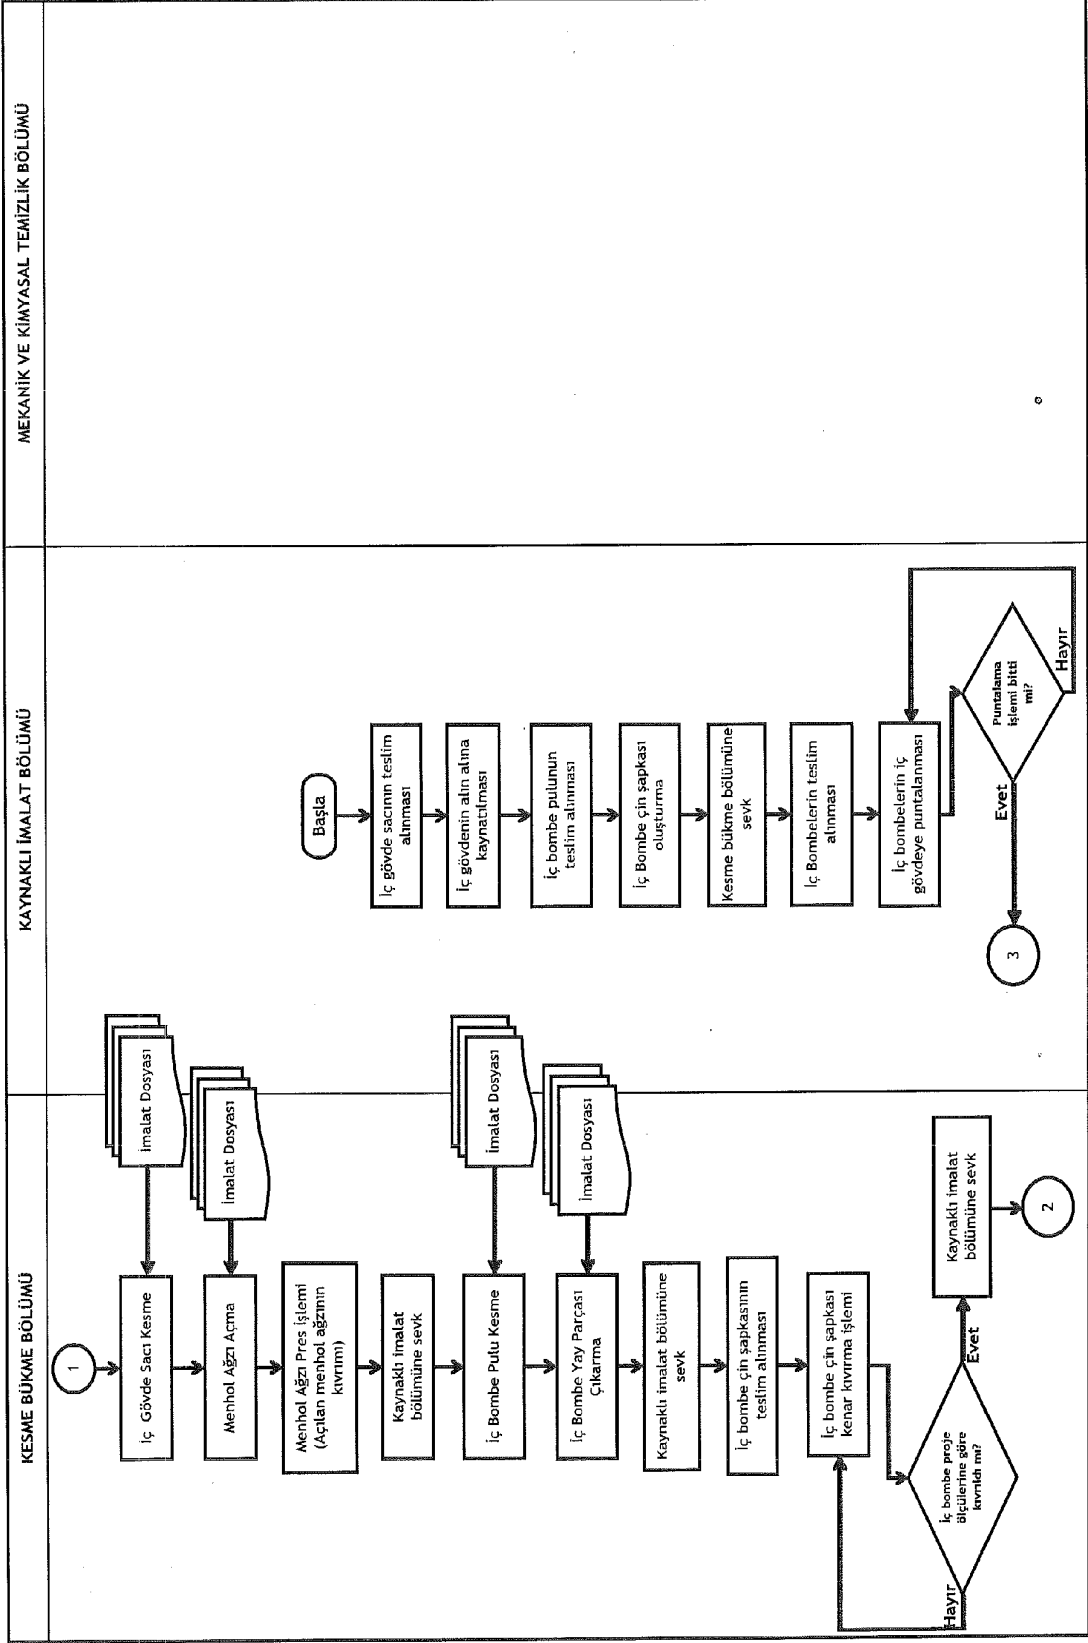 KESME BÜKME BÖLÜMÜ
KAYNAKLI İMALAT BÖLÜMÜ
MEKANİK VE KİMYASAL TEMİZLİK BÖLÜMÜ
1
İç Gövde Sacı Kesme
İmalat Dosyası
Menhol Ağzı Açma
İmalat Dosyası
Menhol Ağzı Pres İşlemi
(Açılan menhol ağzının
kıvrımı)
Kaynaklı imalat
bölümüne sevk
İç Bombe Pulu Kesme
İmalat Dosyası
İç Bombe Yay Parçası
Çıkarma
İmalat Dosyası
Kaynaklı imalat bölümüne
sevk
İç bombe çin şapkasının
teslim alınması
İç bombe çin şapkası
kenar kıvırma işlemi
İç bombe proje
ölçülerine göre
kıvrıldı mı?
Hayır
Evet
Kaynaklı imalat
bölümüne sevk
2
Başla
İç gövde sacının teslim
alınması
İç gövdenin alın alına
kaynatılması
İç bombe pulunun
teslim alınması
İç Bombe çin şapkası
oluşturma
Kesme bükme bölümüne
sevk
İç Bombelerin teslim
alınması
İç bombelerin iç
gövdeye puntalanması
Puntalama
işlemi bitti
mi?
Evet
Hayır
3